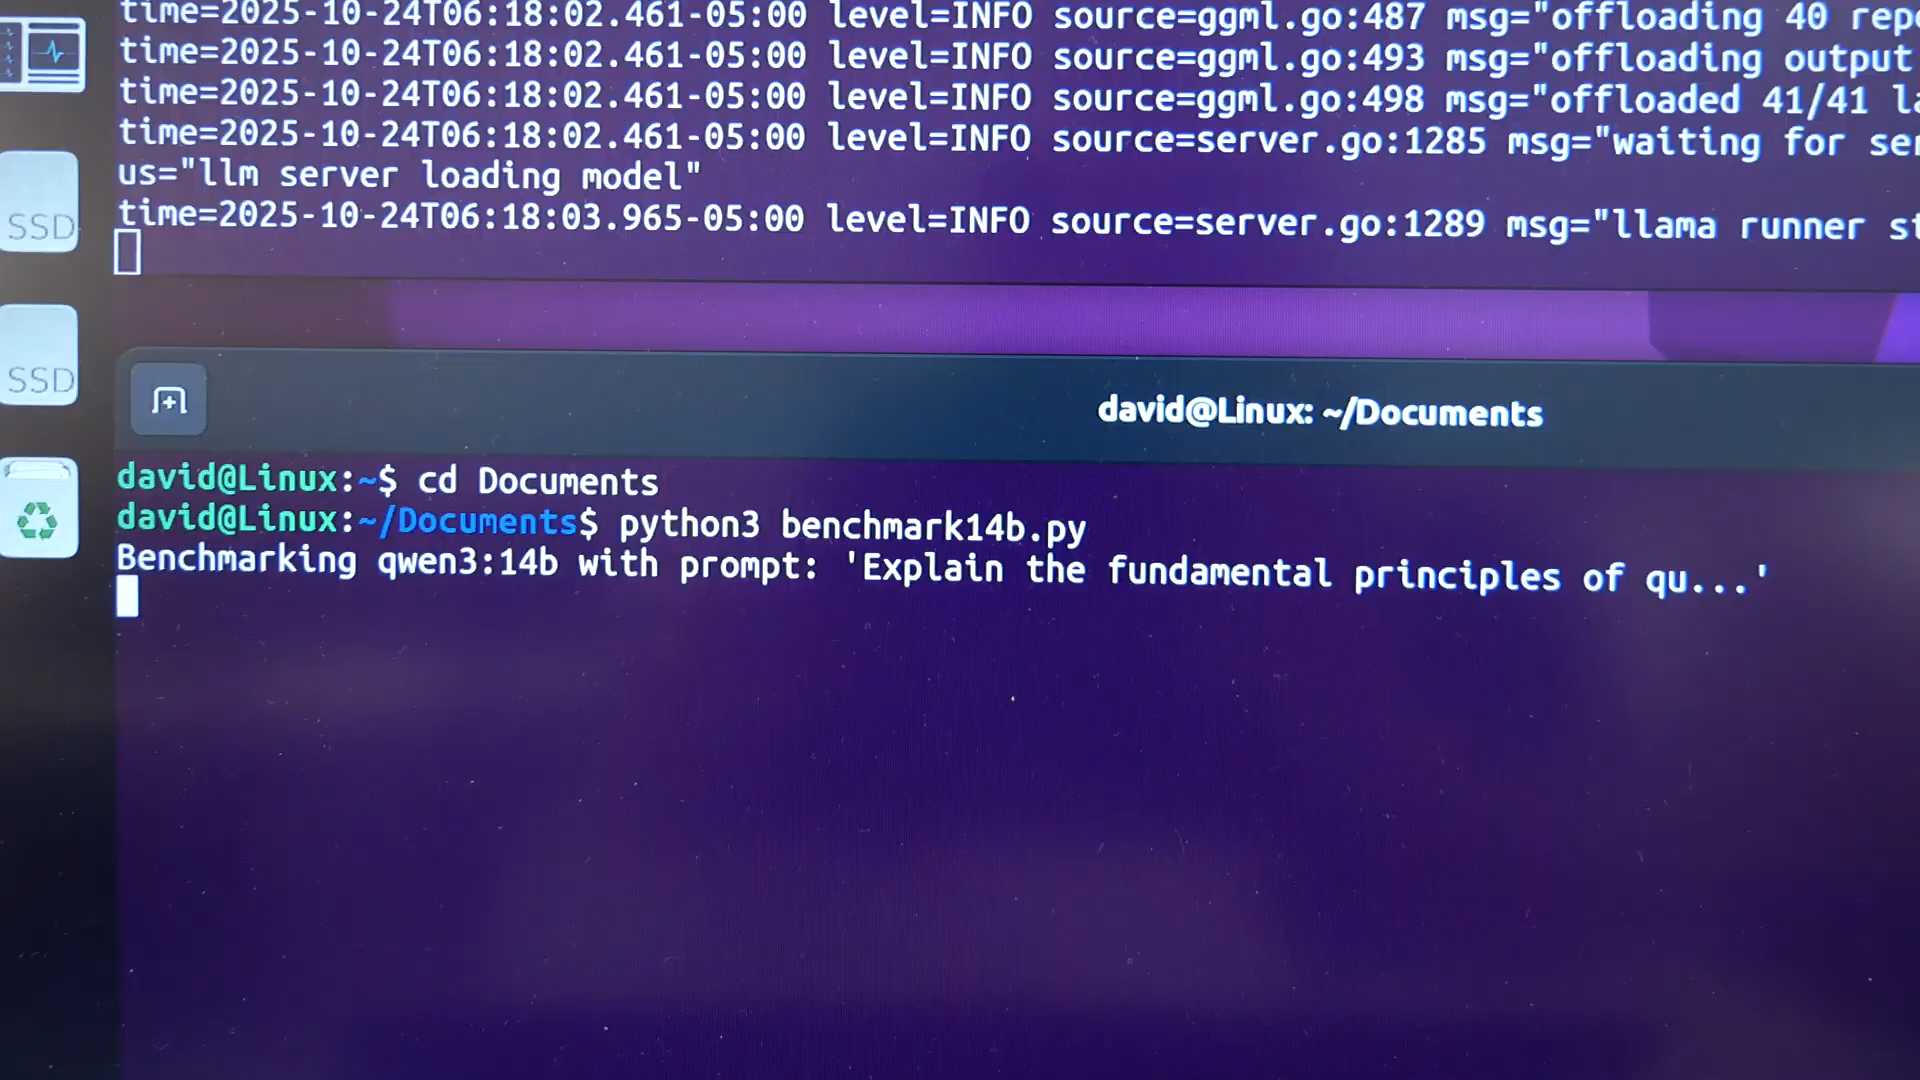 time=2025-10-24T06:18:02.461-05:00 level=INFO source=ggml.go:487 msg="offloading 40
time=2025-10-24T06:18:02.461-05:00 level=INFO source=ggml.go:493 msg="offloading output
time=2025-10-24T06:18:02.461-05:00 level=INFO source=ggml.go:498 msg="offloaded 41/41
time=2025-10-24T06:18:02.461-05:00 level=INFO source=server.go:1285 msg="waiting for
us="llm server loading model"
time=2025-10-24T06:18:03.965-05:00 level=INFO source=server.go:1289 msg="llama runner
SSD
SSD
david@Linux: ~/Documents
david@Linux:~$ cd Documents
david@Linux:~/Documents$ python3 benchmark14b.py
Benchmarking qwen3:14b with prompt: 'Explain the fundamental principles of qu...'